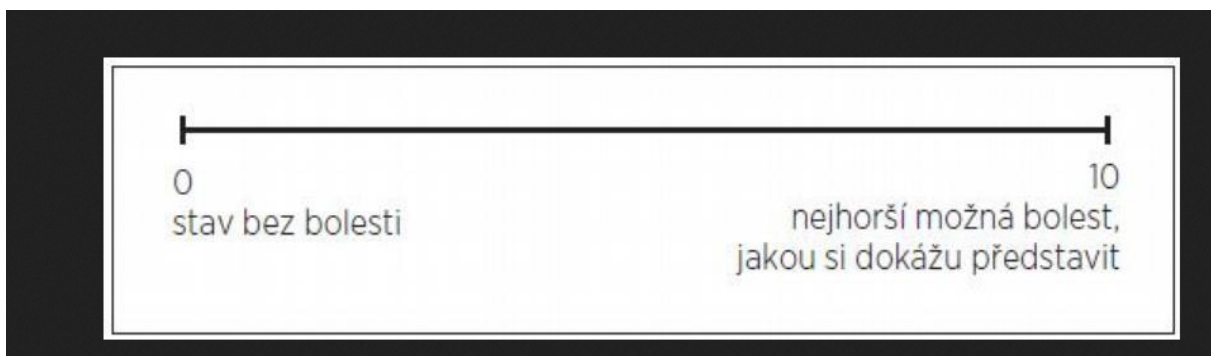 0
10
stav bez bolesti
nejhorší možná bolest,
jakou si dokážu představit